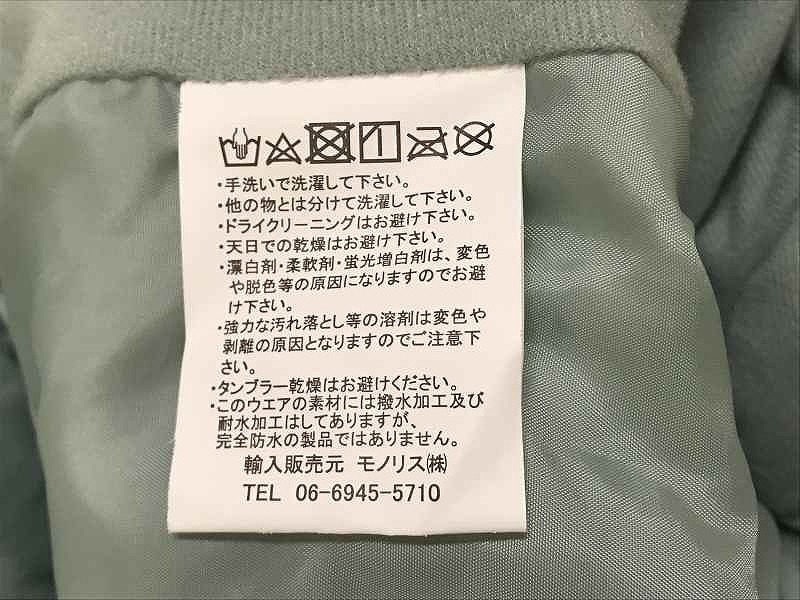 ・手洗いで洗濯して下さい。
・他の物とは分けて洗濯して下さい。
・ドライクリーニングはお避け下さい。
・天日での乾燥はお避け下さい。
・漂白剤・柔軟剤・蛍光増白剤は、変色
や脱色等の原因になりますのでお避
け下さい。
・強力な汚れ落とし等の溶剤は変色や
剥離の原因となりますのでご注意下
さい。
・タンブラー乾燥はお避けください。
・このウエアの素材には撥水加工及び
耐水加工はしてありますが、
完全防水の製品ではありません。
輸入販売元 モノリス㈱
TEL 06-6945-5710